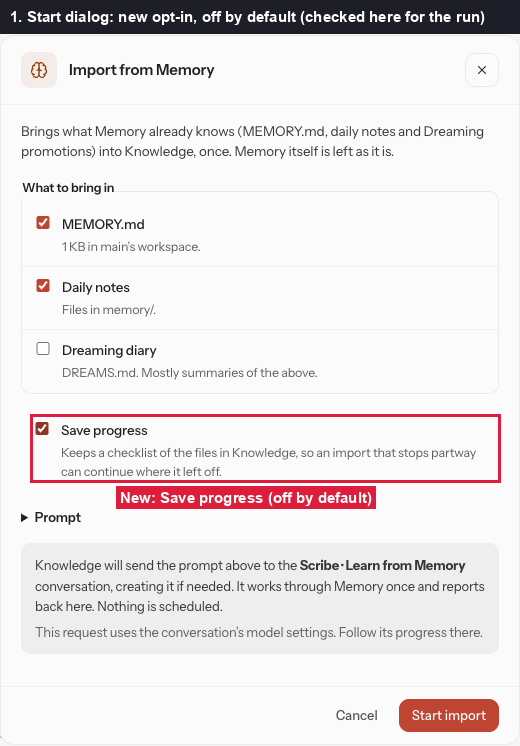 1. Start dialog: new opt-in, off by default (checked here for the run)
Import from Memory
Brings what Memory already knows (MEMORY.md, daily notes and Dreaming
promotions) into Knowledge, once. Memory itself is left as it is.
What to bring in
MEMORY.md
1 KB in main's workspace.
Daily notes
Files in memory/.
Dreaming diary
DREAMS.md. Mostly summaries of the above.
Save progress
Keeps a checklist of the files in Knowledge, so an import that stops partway
can continue where it left off.
New: Save progress (off by default)
Prompt
Knowledge will send the prompt above to the Scribe · Learn from Memory
conversation, creating it if needed. It works through Memory once and reports
back here. Nothing is scheduled.
This request uses the conversation's model settings. Follow its progress there.
Cancel
Start import